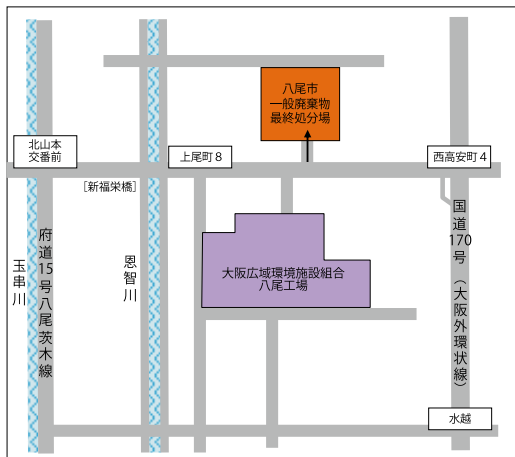 八尾市
一般廃棄物
最終処分場
北山本
交番前
上尾町8
西高安町4
[新福栄橋]
玉串川
府道15号八尾茨木線
恩智川
大阪広域環境施設組合
八尾工場
国道170号(大阪外環状線)
水越